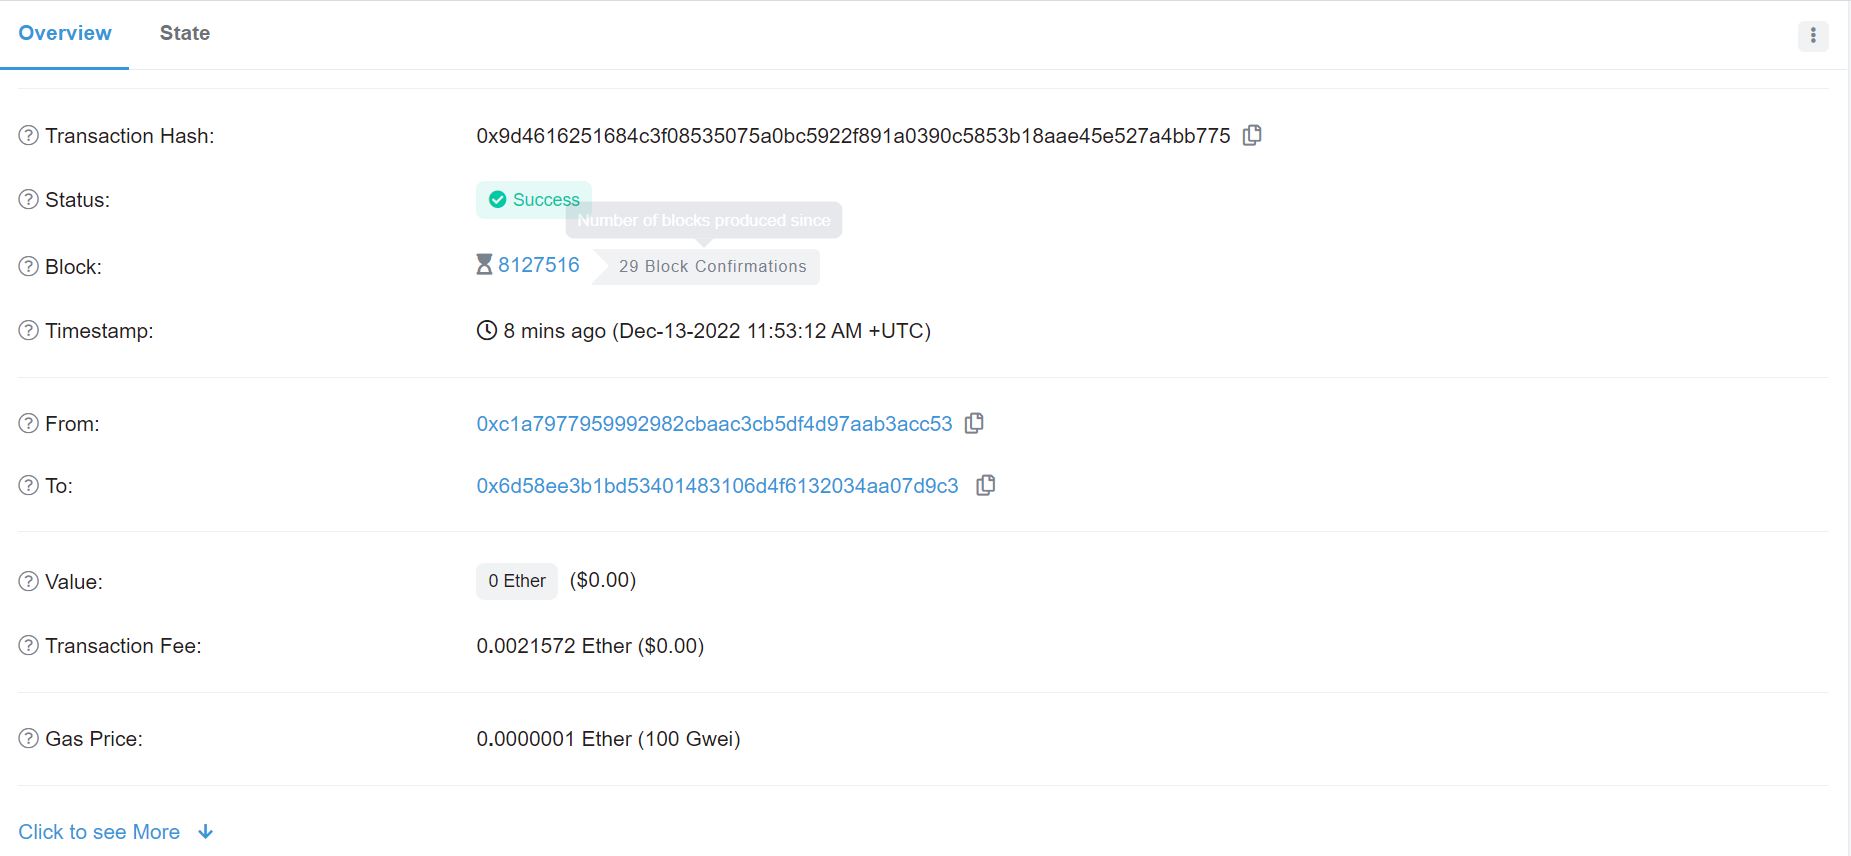 Overview State
Transaction Hash: 0x9d4616251684c3f08535075a0bc5922f891a0390c5853b18aae45e527a4bb775
Status: Success
Number of blocks produced since
Block: 8127516 29 Block Confirmations
Timestamp: 8 mins ago (Dec-13-2022 11:53:12 AM +UTC)
From: 0xc1a7977959992982cbaac3cb5df4d97aab3acc53
To: 0x6d58ee3b1bd53401483106d4f6132034aa07d9c3
Value: 0 Ether ($0.00)
Transaction Fee: 0.0021572 Ether ($0.00)
Gas Price: 0.0000001 Ether (100 Gwei)
Click to see More